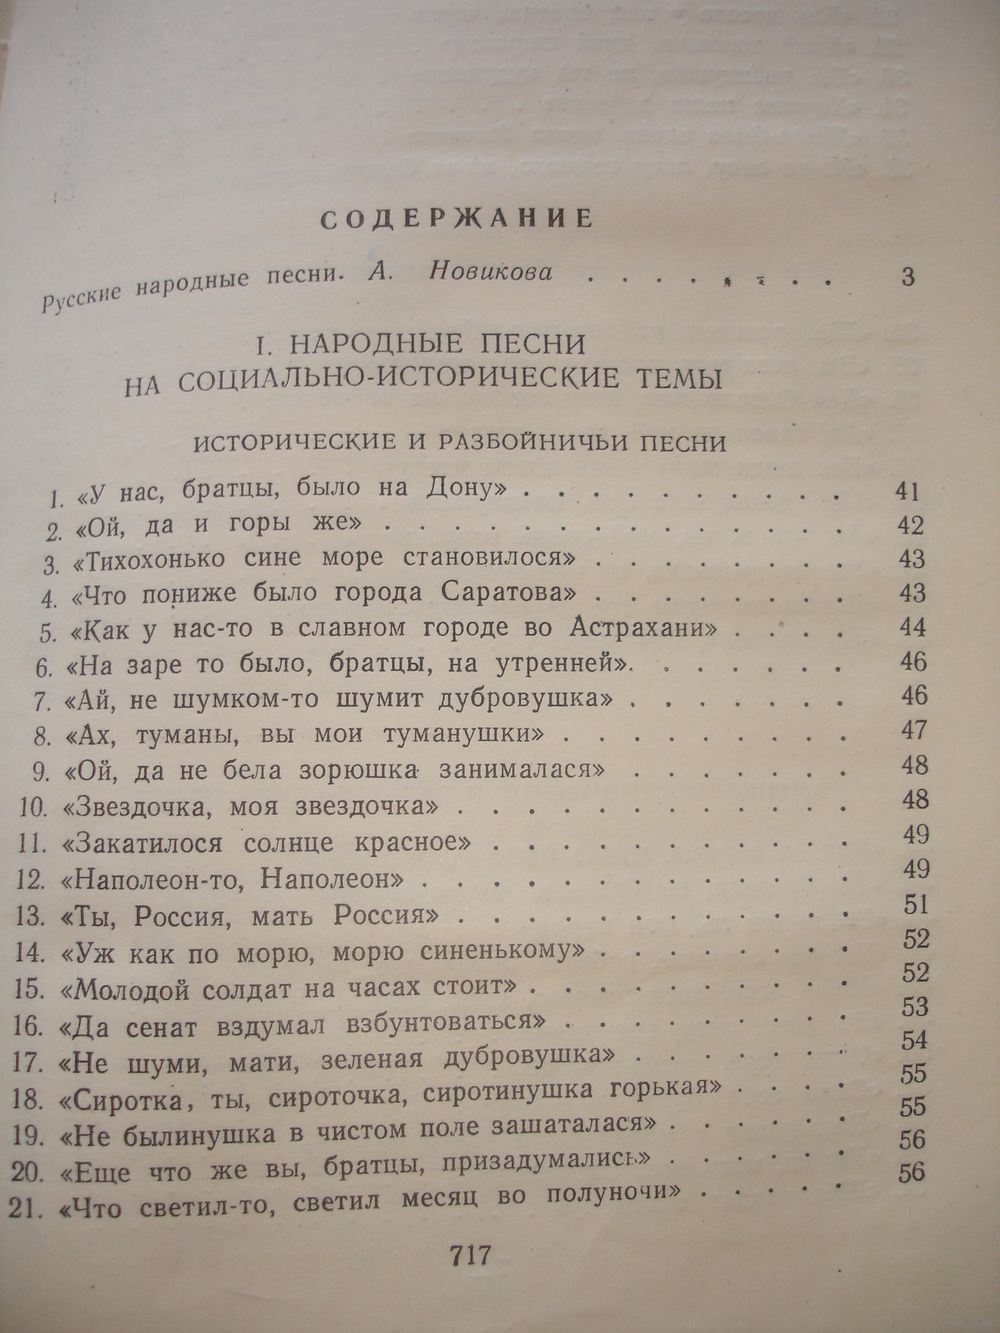 СОДЕРЖАНИЕ
Русские народные песни. А. Новикова . . . . . . . . . 3
I. НАРОДНЫЕ ПЕСНИ
НА СОЦИАЛЬНО-ИСТОРИЧЕСКИЕ ТЕМЫ
ИСТОРИЧЕСКИЕ И РАЗБОЙНИЧЬИ ПЕСНИ
1. «У нас, братцы, было на Дону» . . . . . . . . . . 41
2. «Ой, да и горы же» . . . . . . . . . . . . . . 42
3. «Тихохонько сине море становилося» . . . . . . . . 43
4. «Что пониже было города Саратова» . . . . . . . . 43
5. «Как у нас-то в славном городе во Астрахани» . . . . 44
6. «На заре то было, братцы, на утренней». . . . . . . 46
7. «Ай, не шумком-то шумит дубровушка» . . . . . . . 46
8. «Ах, туманы, вы мои туманушки» . . . . . . . . . 47
9. «Ой, да не бела зорюшка занималася» . . . . . . . 48
10. «Звездочка, моя звездочка» . . . . . . . . . . . . 48
11. «Закатилося солнце красное» . . . . . . . . . . . 49
12. «Наполеон-то, Наполеон» . . . . . . . . . . . . . 49
13. «Ты, Россия, мать Россия» . . . . . . . . . . . . 51
14. «Уж как по морю, морю синенькому» . . . . . . . . 52
15. «Молодой солдат на часах стоит» . . . . . . . . . . 52
16. «Да сенат вздумал взбунтоваться» . . . . . . . . . 53
17. «Не шуми, мати, зеленая дубровушка» . . . . . . . 54
18. «Сиротка, ты, сироточка, сиротинушка горькая» . . . . 55
19. «Не былинушка в чистом поле зашаталася» . . . . . . 55
20. «Еще что же вы, братцы, призадумались» . . . . . . 56
21. «Что светил-то, светил месяц во полуночи» . . . . . 56
717